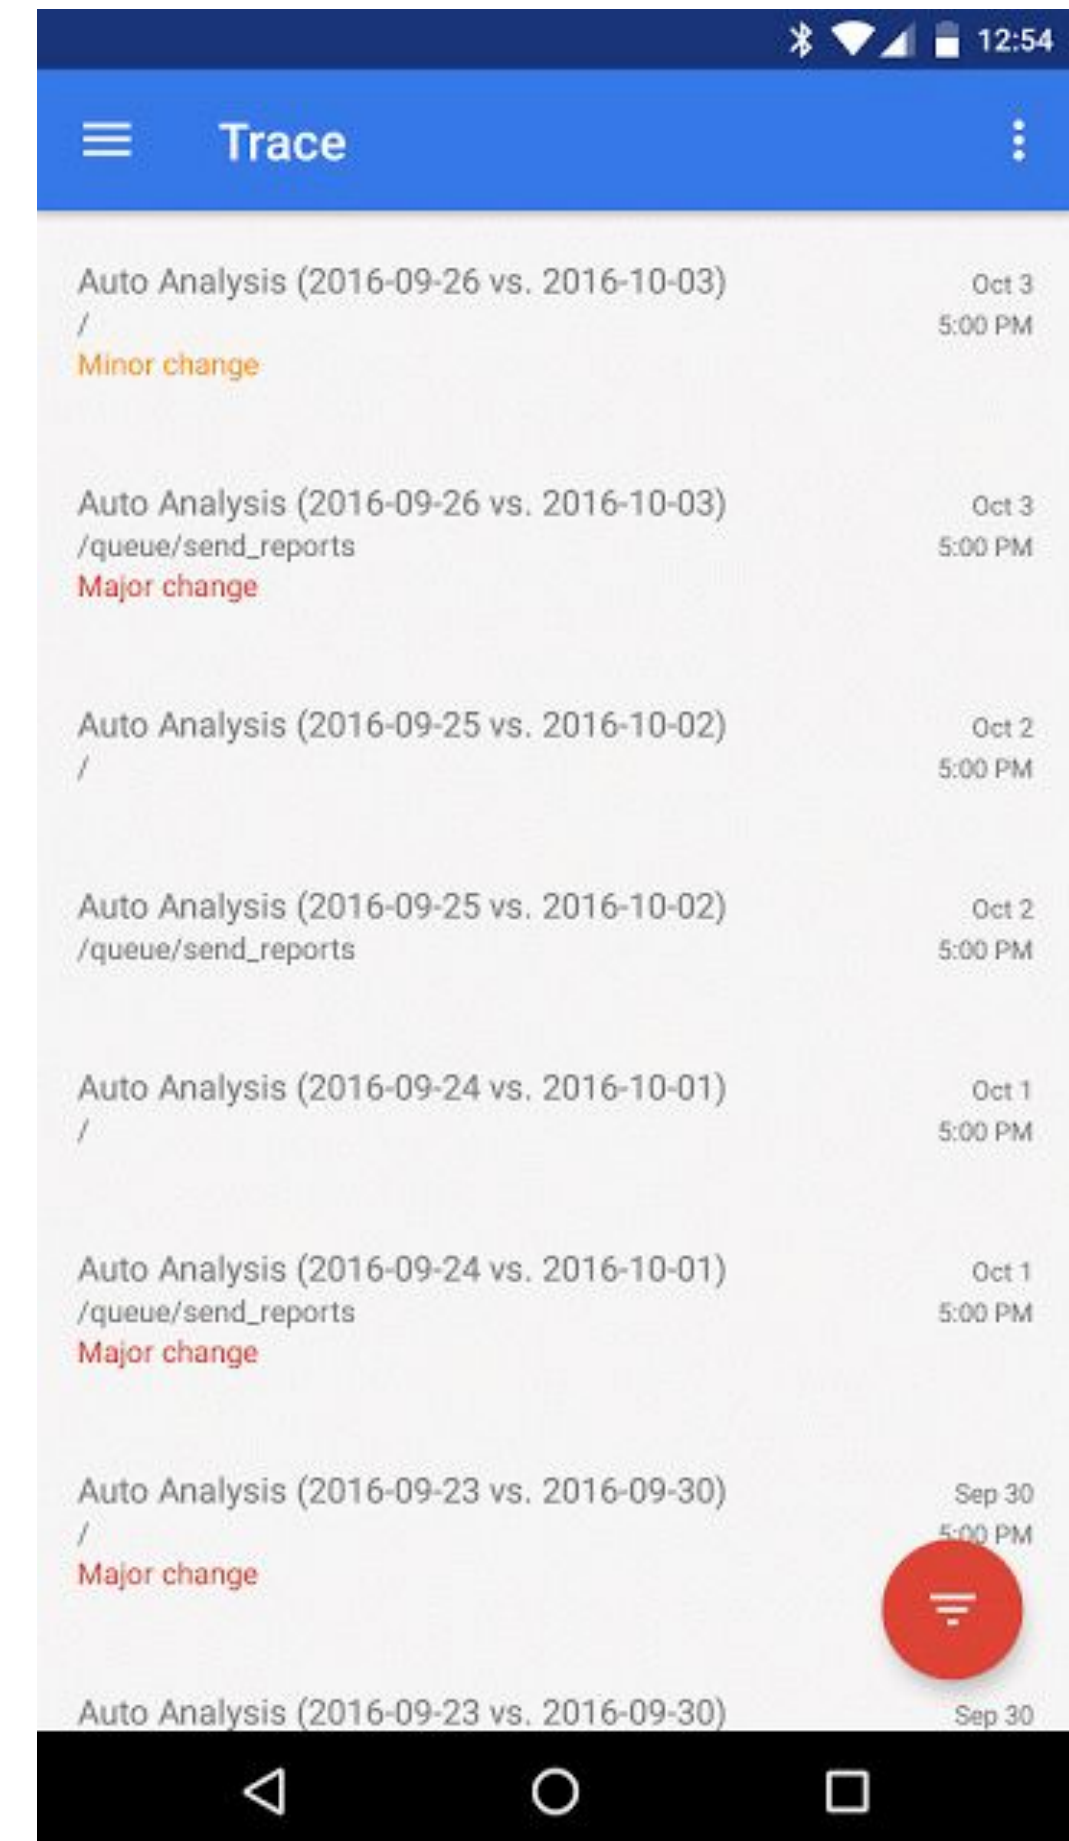 12:54
Trace
Auto Analysis (2016-09-26 vs. 2016-10-03)
Oct 3
/
5:00 PM
Minor change
Auto Analysis (2016-09-26 vs. 2016-10-03)
Oct 3
/queue/send_reports
5:00 PM
Major change
Auto Analysis (2016-09-25 vs. 2016-10-02)
Oct 2
/
5:00 PM
Auto Analysis (2016-09-25 vs. 2016-10-02)
Oct 2
/queue/send_reports
5:00 PM
Auto Analysis (2016-09-24 vs. 2016-10-01)
Oct 1
/
5:00 PM
Auto Analysis (2016-09-24 vs. 2016-10-01)
Oct 1
/queue/send_reports
5:00 PM
Major change
Auto Analysis (2016-09-23 vs. 2016-09-30)
Sep 30
/
5:00 PM
Major change
Auto Analysis (2016-09-23 vs. 2016-09-30)
Sep 30